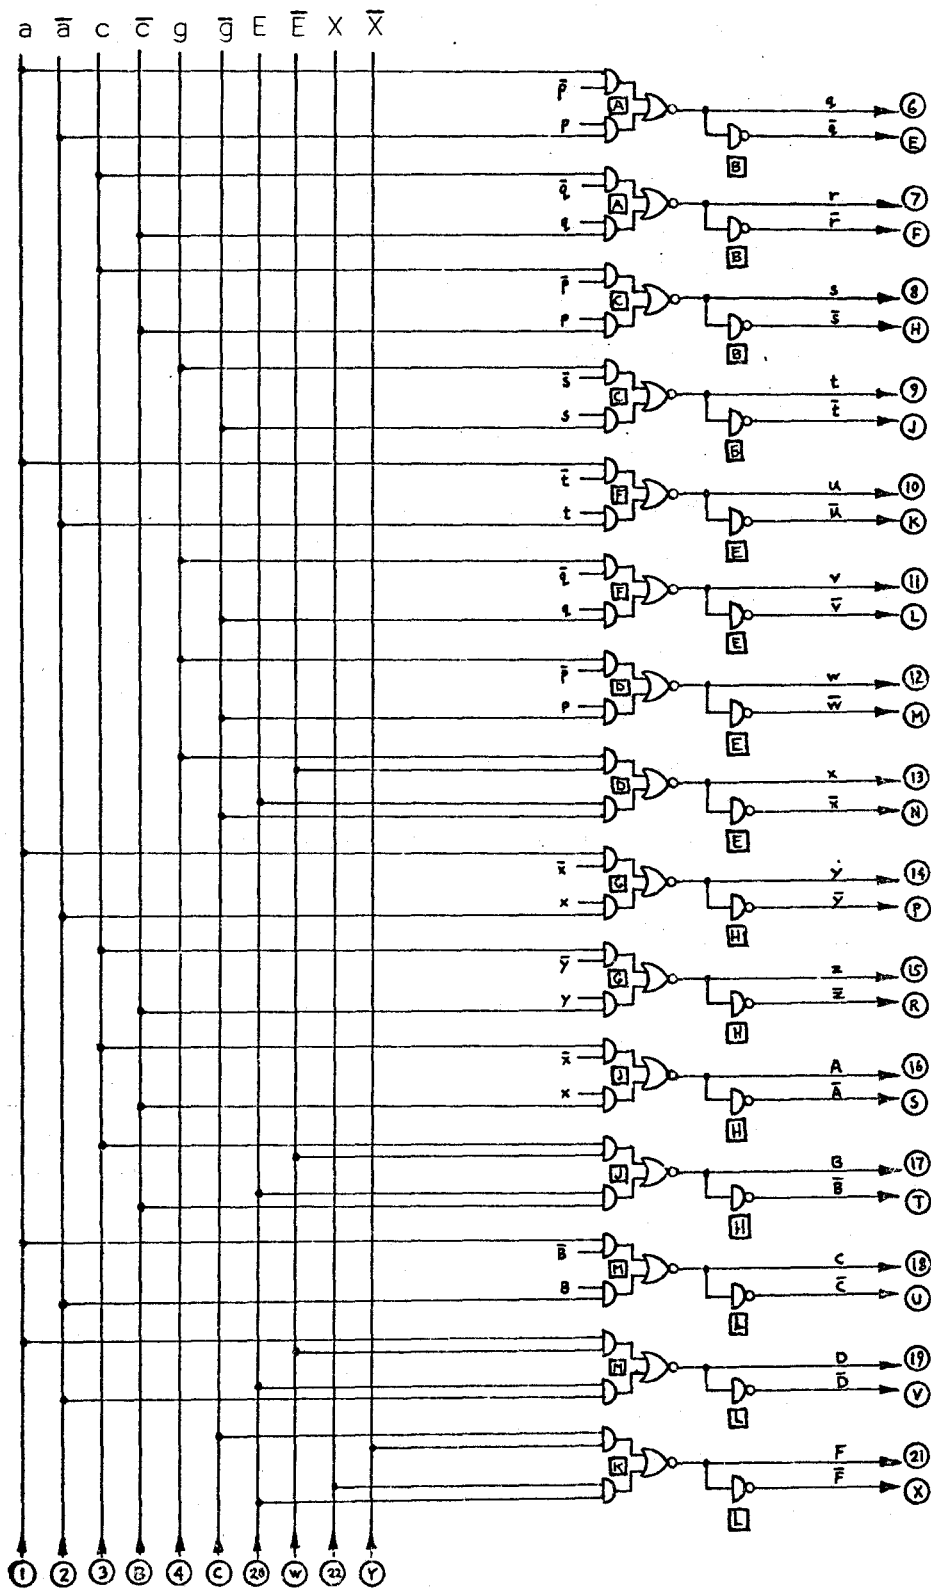 a a̅ c c̅ g g̅ E E̅ X X̅
p̅
A
p
q 6
q̅ E
B
q̅
A
q
r 7
r̅ F
B
p̅
C
p
s 8
s̅ H
B
s̅
C
s
t 9
t̅ J
t̅
F
t
u 10
u̅ K
E
q̅
F
q
v 11
v̅ L
E
p̅
D
p
w 12
w̅ M
E
D
x 13
x̅ N
E
x̅
G
x
y 14
y̅ P
H
y̅
G
y
z 15
z̅ R
H
x̅
J
x
A 16
A̅ S
H
J
B 17
B̅ T
H
B̅
M
B
C 18
C̅ U
L
M
D 19
D̅ V
L
K
F 21
F̅ X
L
1 2 3 B 4 C 20 W 22 Y